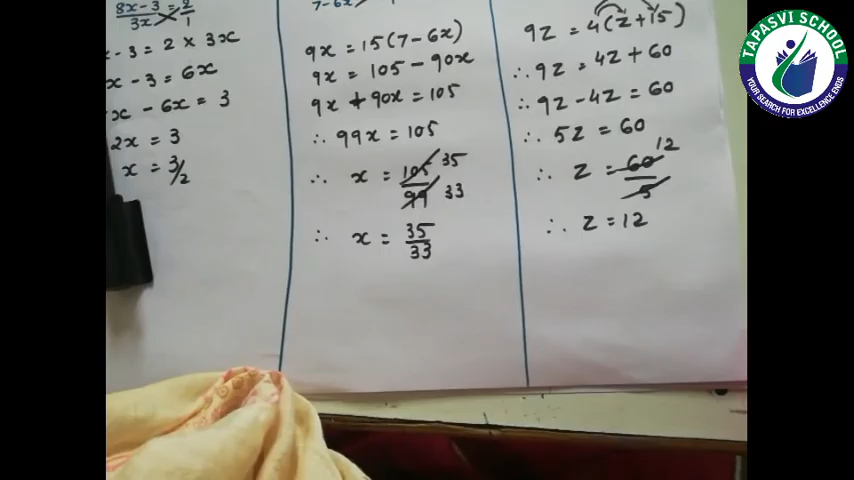 8x-3 = 2
3x 1
- 3 = 2 × 3x
x - 3 = 6x
x - 6x = 3
2x = 3
x = 3/2
7-6x
9x = 15(7-6x)
9x = 105 - 90x
9x + 90x = 105
∴ 99x = 105
∴ x = 105 35
99 33
∴ x = 35
33
9z = 4(z+15)
∴ 9z = 4z + 60
∴ 9z - 4z = 60
∴ 5z = 60
∴ z = 60 12
5
∴ z = 12
TAPASVI SCHOOL
YOUR SEARCH FOR EXCELLENCE ENDS